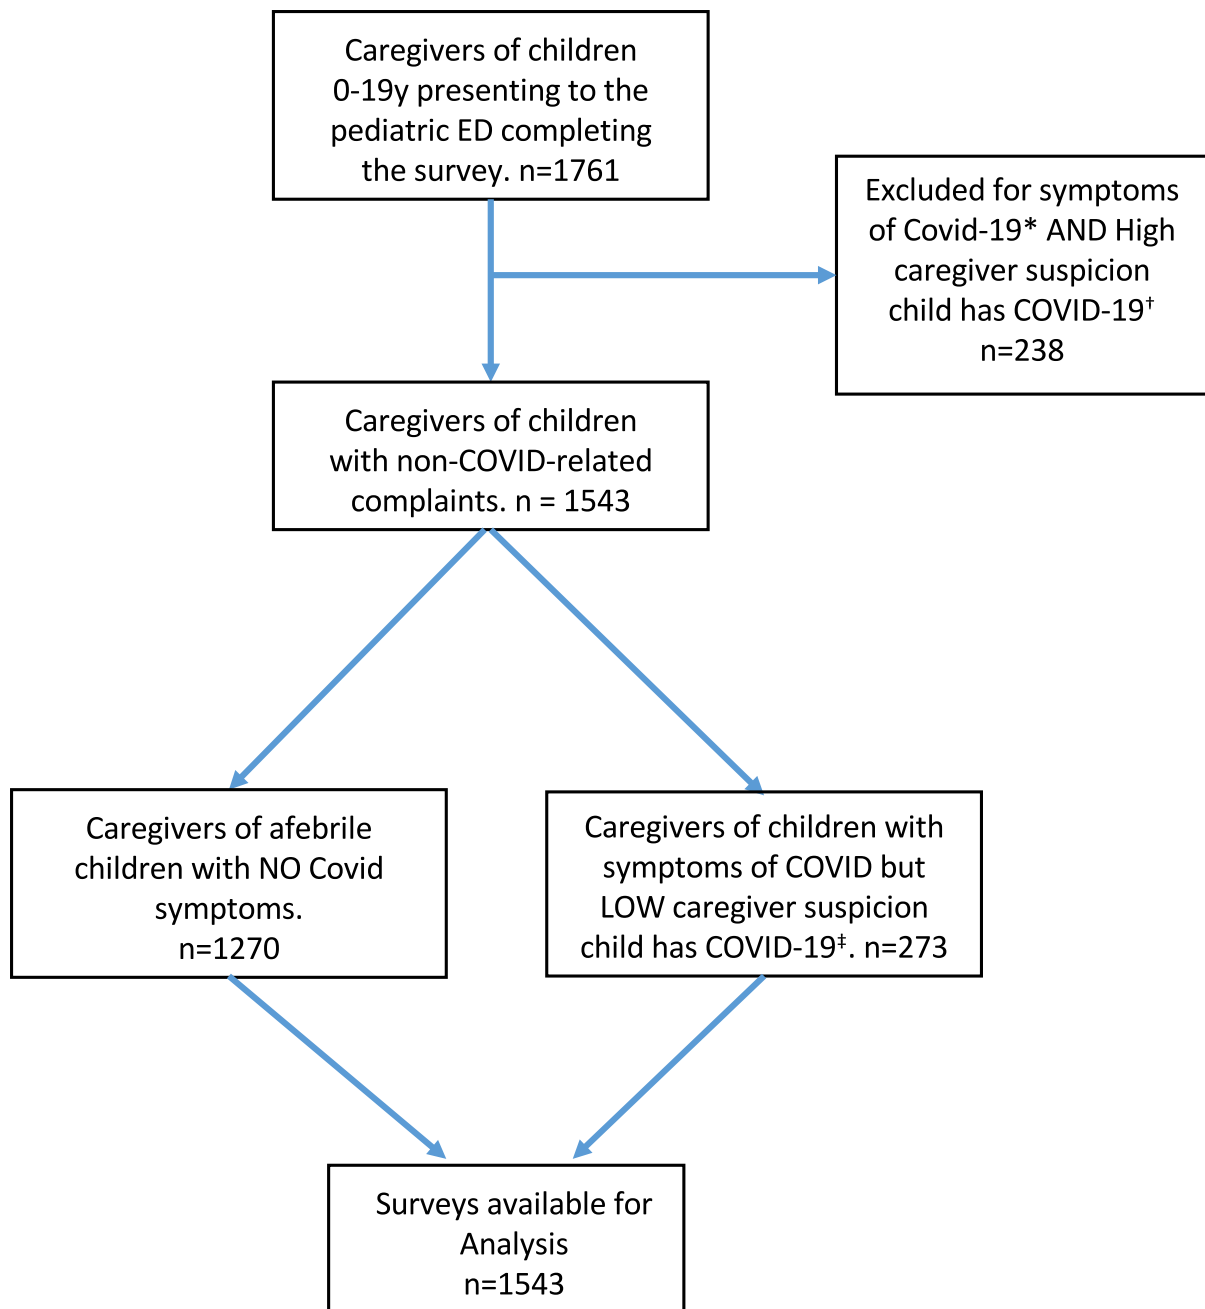 Caregivers of children
0-19y presenting to the
pediatric ED completing
the survey. n=1761
Excluded for symptoms
of Covid-19* AND High
caregiver suspicion
child has COVID-19†
n=238
Caregivers of children
with non-COVID-related
complaints. n = 1543
Caregivers of afebrile
children with NO Covid
symptoms.
n=1270
Caregivers of children with
symptoms of COVID but
LOW caregiver suspicion
child has COVID-19‡. n=273
Surveys available for
Analysis
n=1543